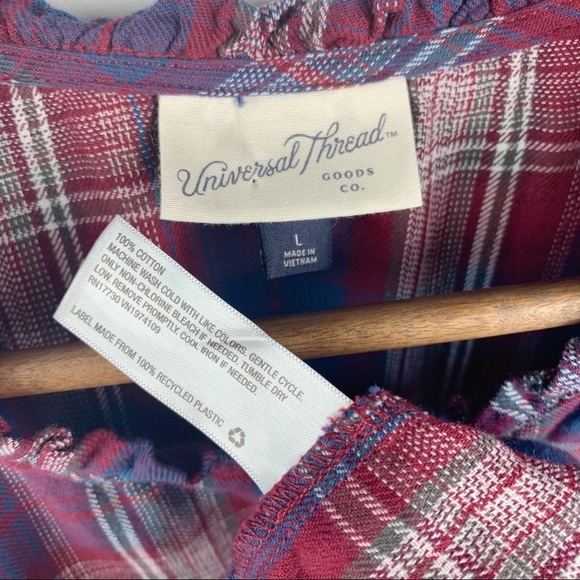 Universal Thread™
GOODS
CO.
L
MADE IN
VIETNAM
100% COTTON
MACHINE WASH COLD WITH LIKE COLORS, GENTLE CYCLE.
ONLY NON-CHLORINE BLEACH IF NEEDED. TUMBLE DRY
LOW. REMOVE PROMPTLY. COOL IRON IF NEEDED.
RN17730 VN1974109
LABEL MADE FROM 100% RECYCLED PLASTIC